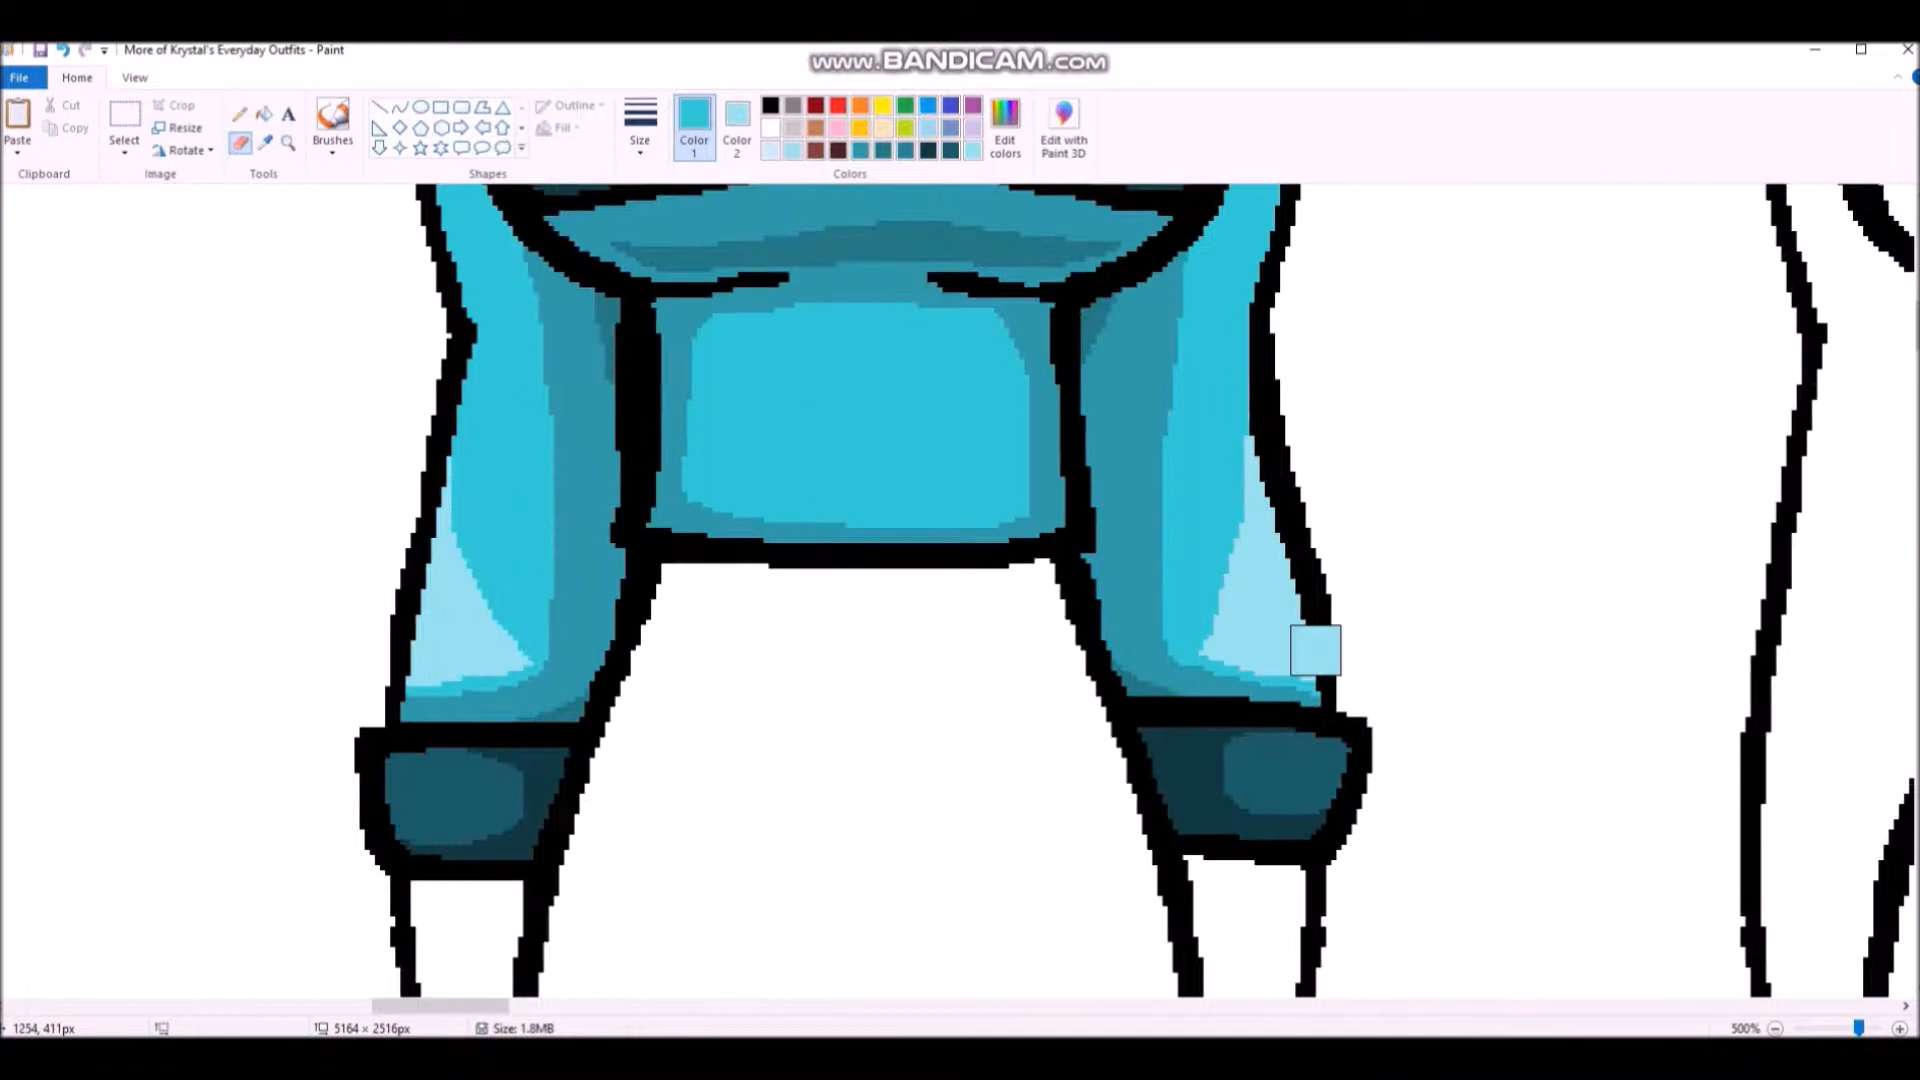 More of Krystal's Everyday Outfits - Paint
www.BANDICAM.com
File
Home
View
Paste
Cut
Copy
Clipboard
Select
Crop
Resize
Rotate
Image
A
Tools
Brushes
Shapes
Outline
Fill
Size
Color
1
Color
2
Colors
Edit
colors
Edit with
Paint 3D
1254, 411px
5164 × 2516px
Size: 1.8MB
500%